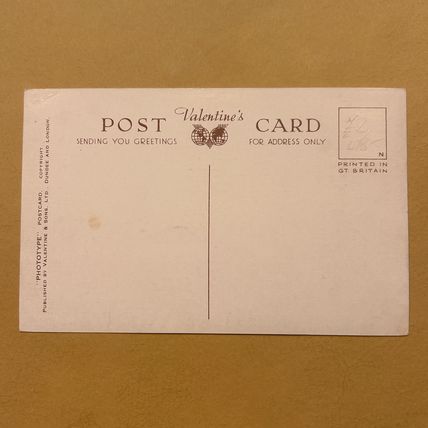 Valentine's
POST CARD
SENDING YOU GREETINGS FOR ADDRESS ONLY
N
PRINTED IN
GT. BRITAIN
"PHOTOTYPE" POSTCARD. COPYRIGHT.
PUBLISHED BY VALENTINE & SONS, LTD. DUNDEE AND LONDON.